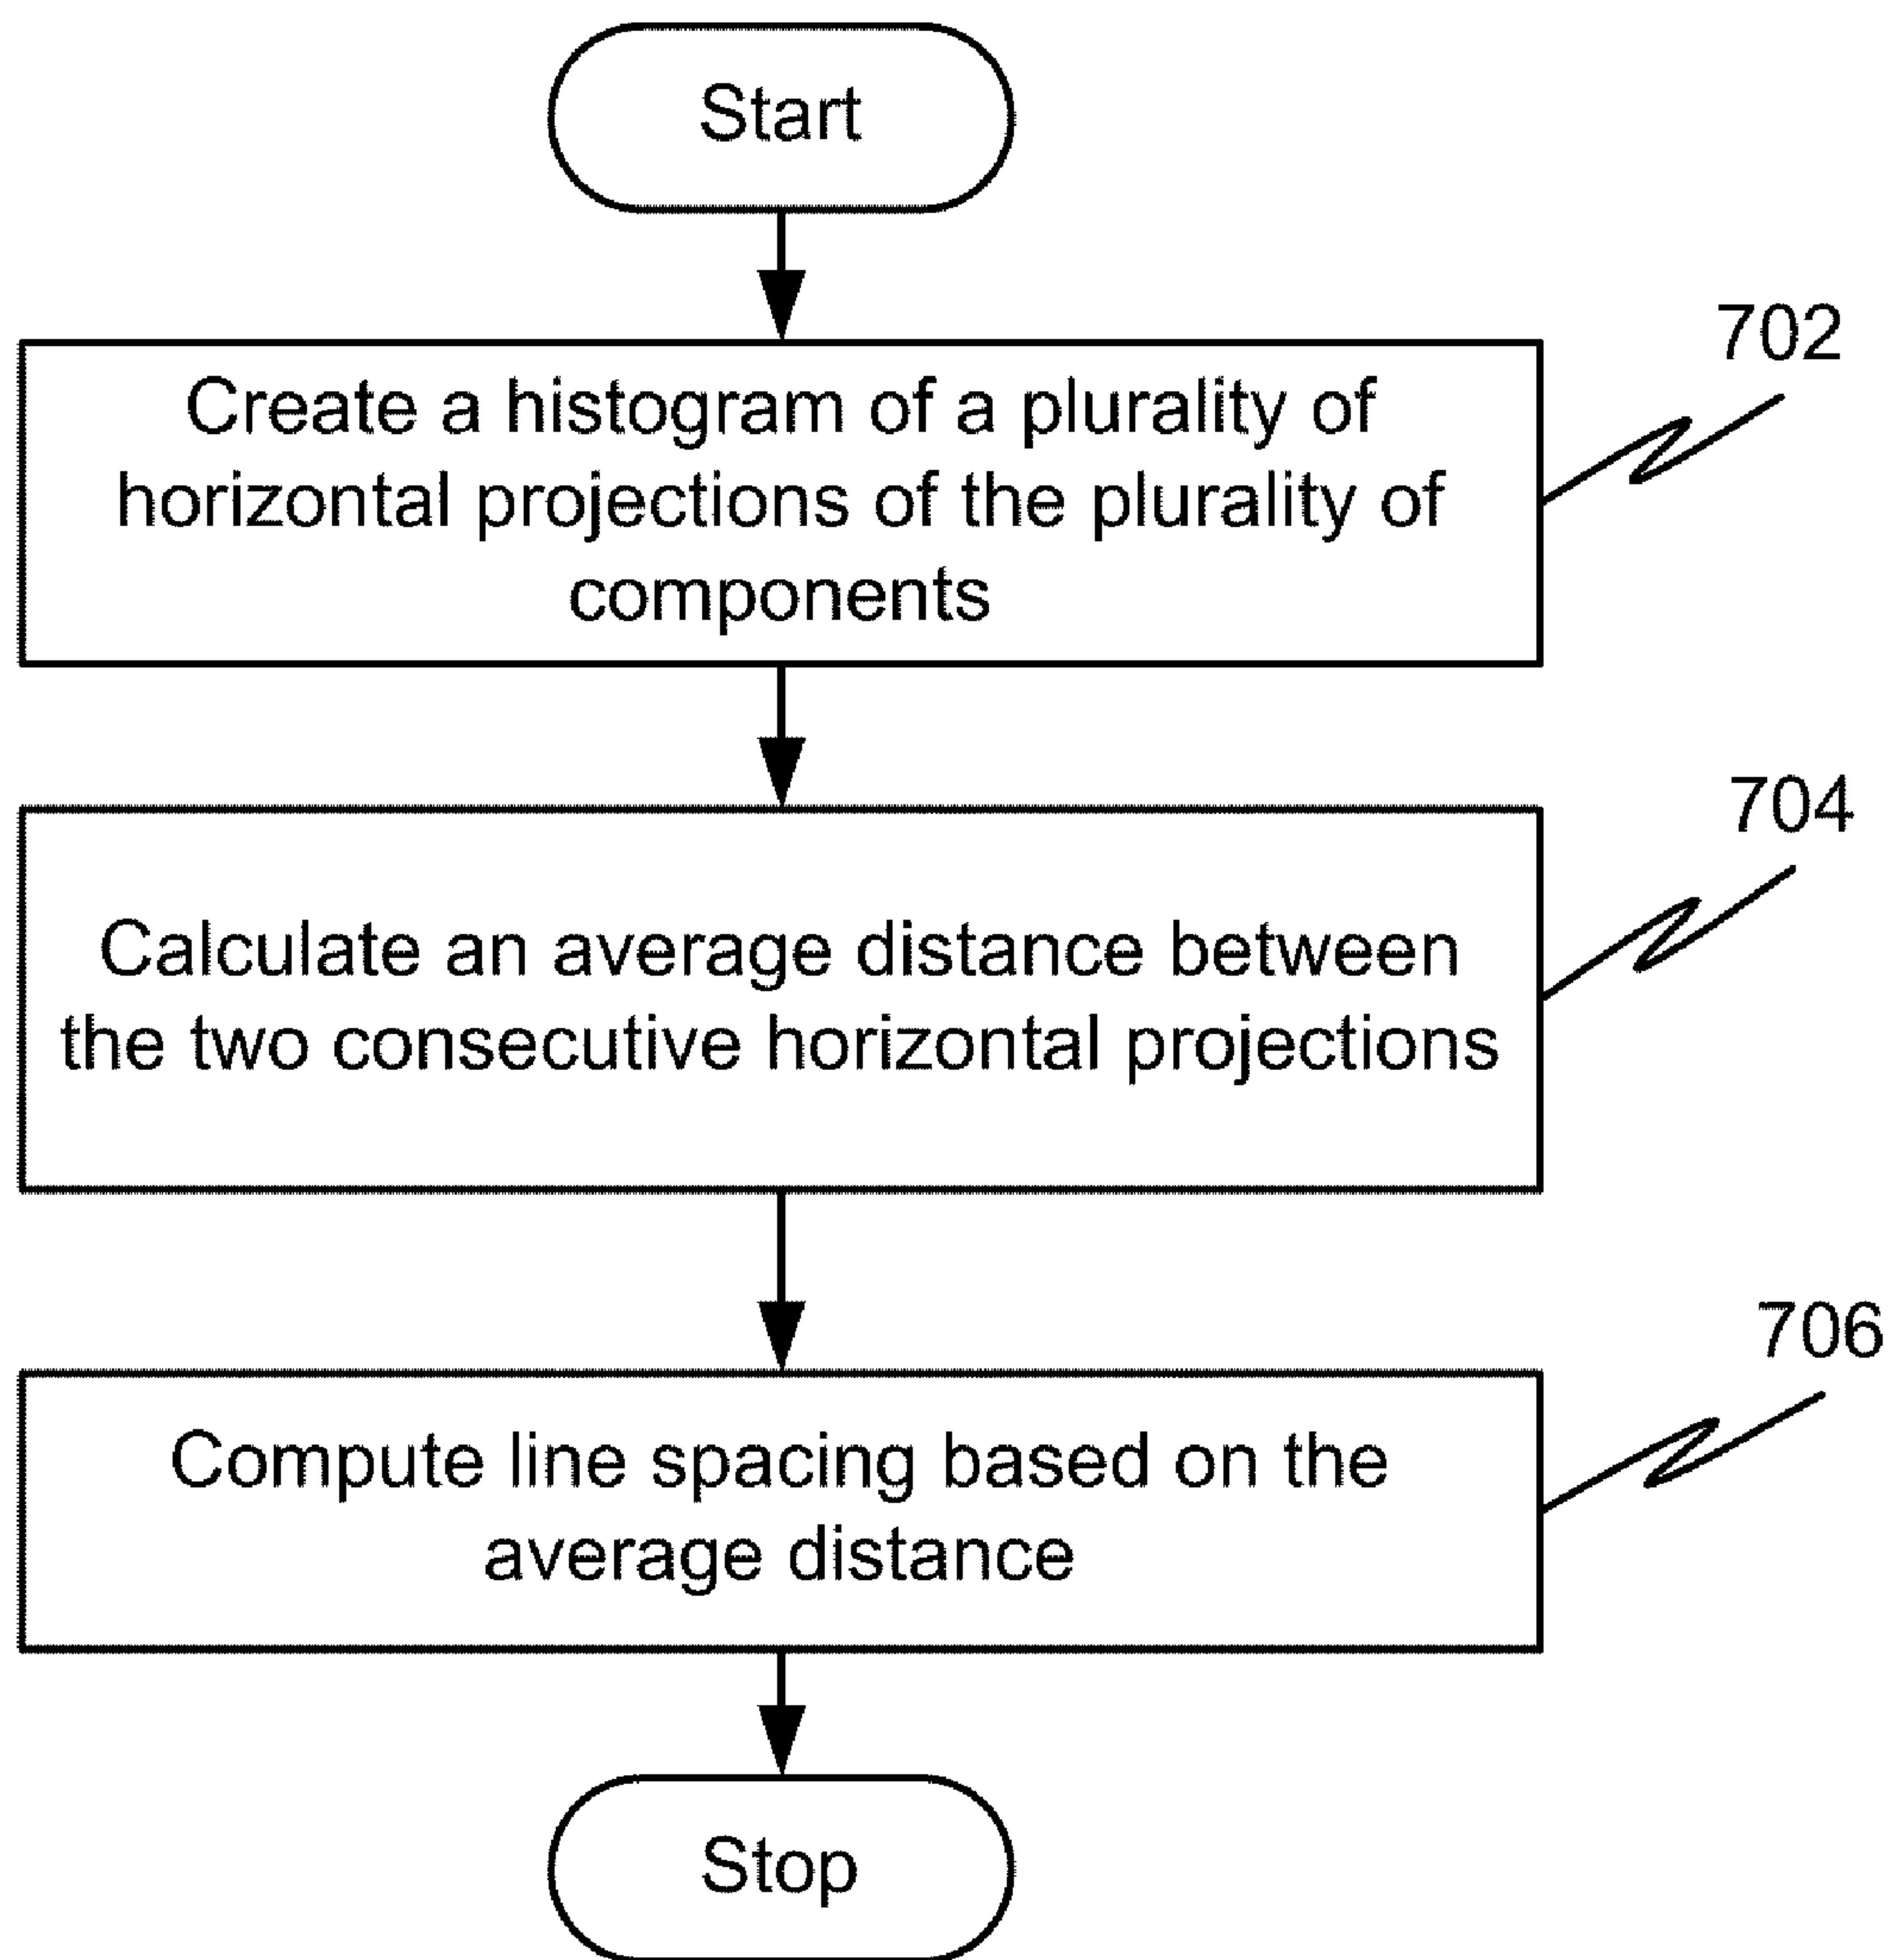 Start
702
Create a histogram of a plurality of
horizontal projections of the plurality of
components
704
Calculate an average distance between
the two consecutive horizontal projections
706
Compute line spacing based on the
average distance
Stop